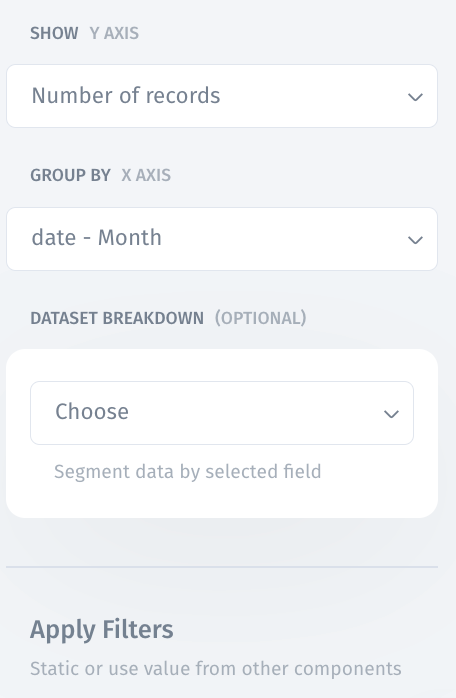 SHOW Y AXIS
Number of records
GROUP BY X AXIS
date - Month
DATASET BREAKDOWN (OPTIONAL)
Choose
Segment data by selected field
Apply Filters
Static or use value from other components